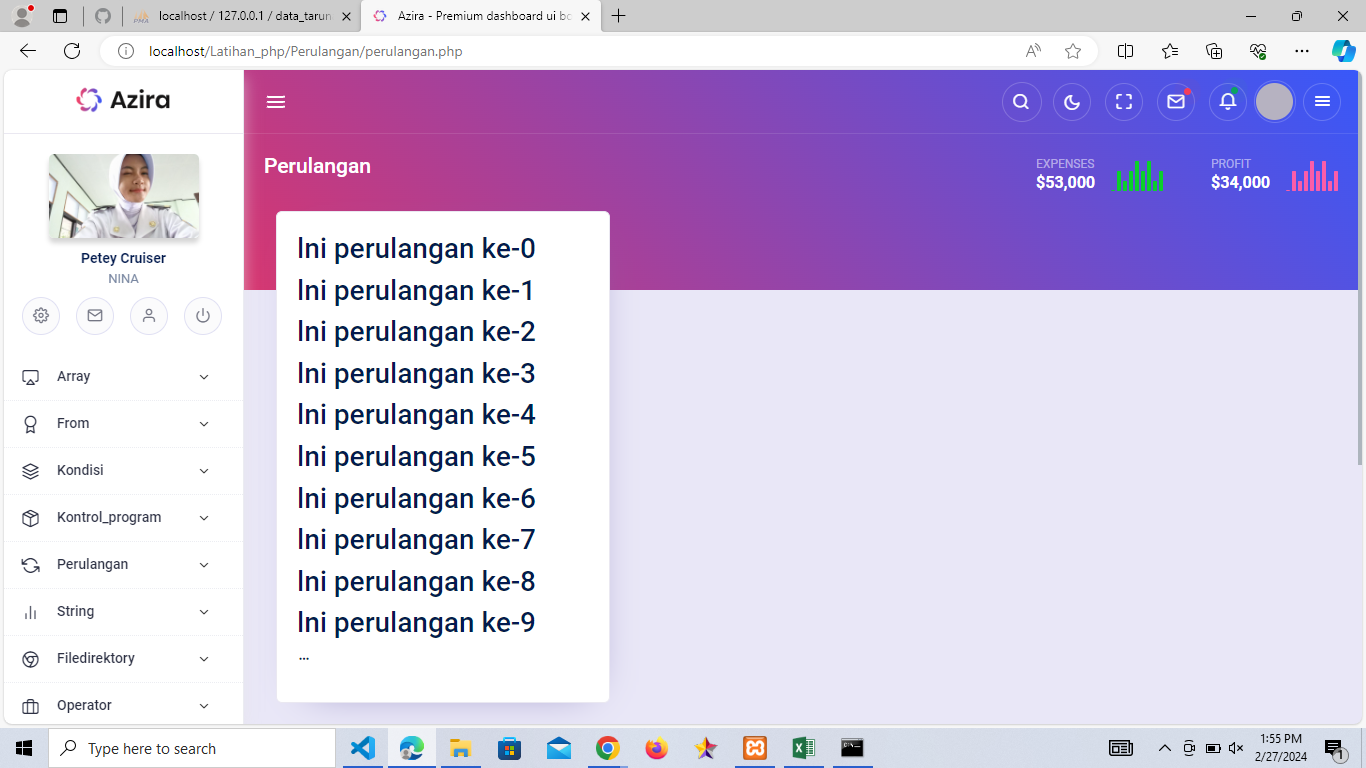 localhost / 127.0.0.1 / data_tarun
Azira - Premium dashboard ui bo
localhost/Latihan_php/Perulangan/perulangan.php
Azira
Petey Cruiser
NINA
Array
From
Kondisi
Kontrol_program
Perulangan
String
Filedirektory
Operator
Perulangan
EXPENSES
$53,000
PROFIT
$34,000
Ini perulangan ke-0
Ini perulangan ke-1
Ini perulangan ke-2
Ini perulangan ke-3
Ini perulangan ke-4
Ini perulangan ke-5
Ini perulangan ke-6
Ini perulangan ke-7
Ini perulangan ke-8
Ini perulangan ke-9
...
Type here to search
1:55 PM
2/27/2024
1